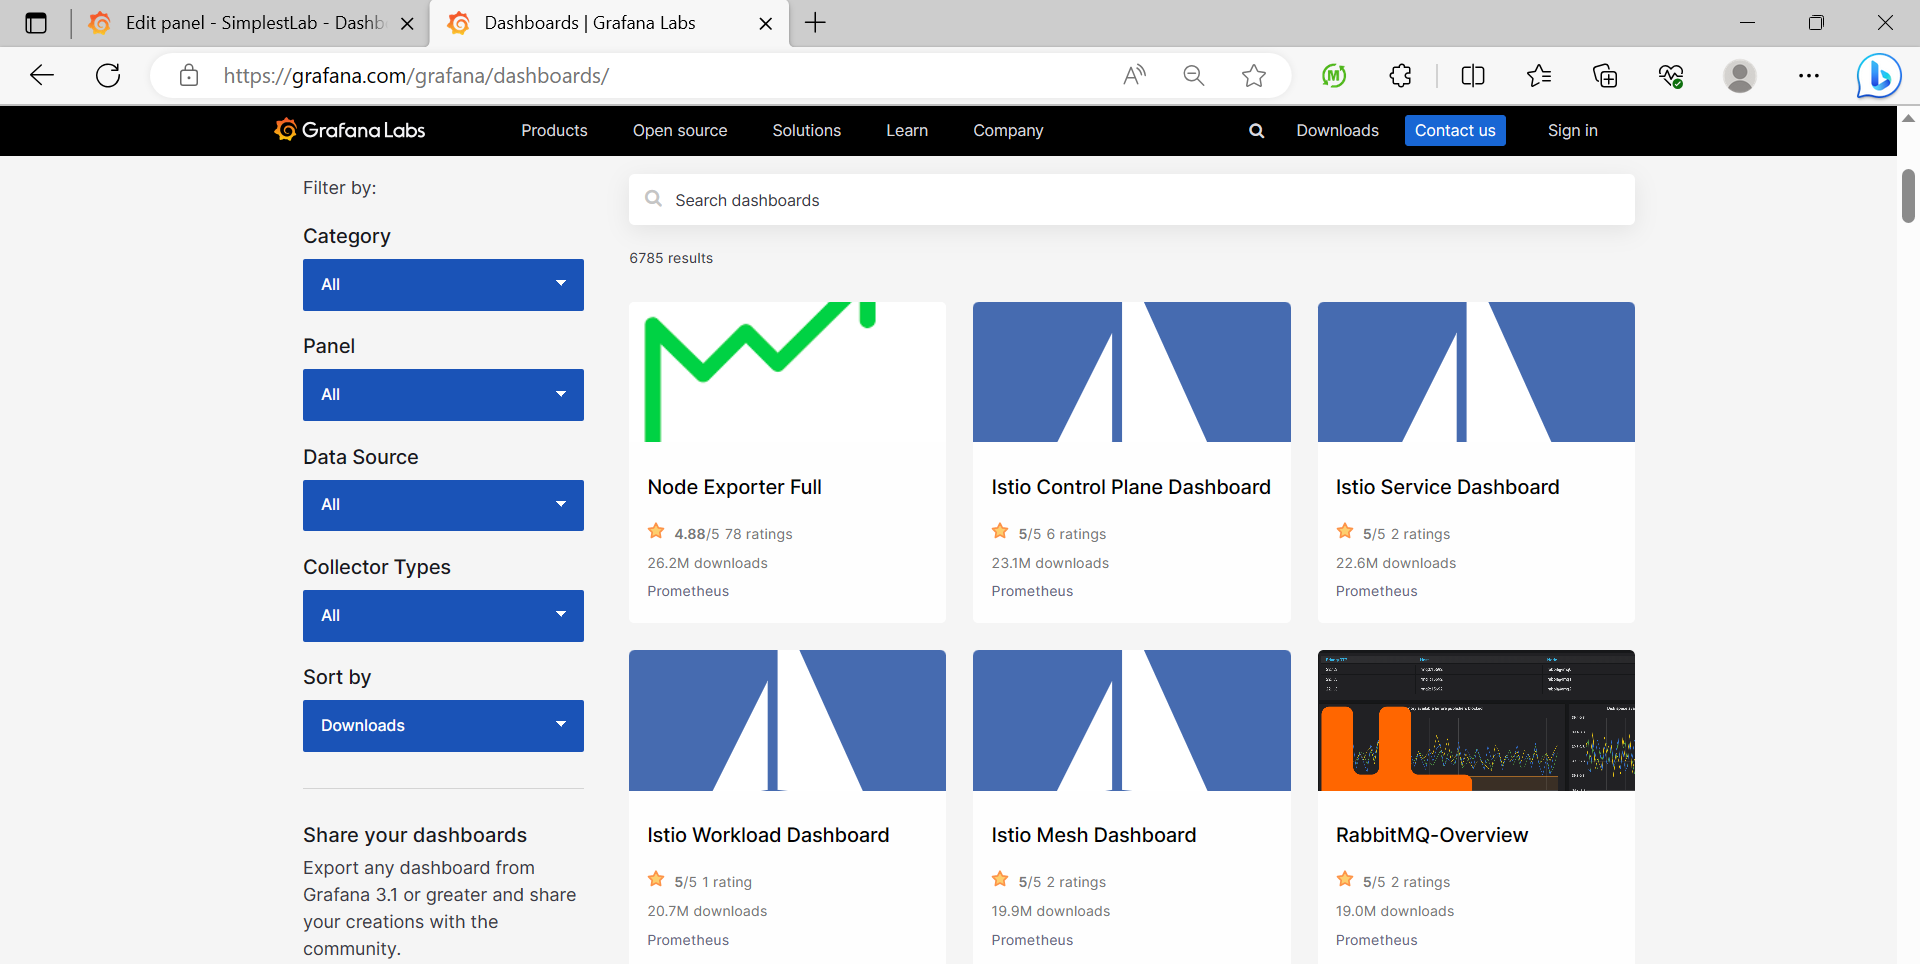 Edit panel - SimplestLab - Dashb
Dashboards | Grafana Labs
https://grafana.com/grafana/dashboards/
Grafana Labs
Products
Open source
Solutions
Learn
Company
Downloads
Contact us
Sign in
Filter by:
Category
All
Panel
All
Data Source
All
Collector Types
All
Sort by
Downloads
Share your dashboards
Export any dashboard from
Grafana 3.1 or greater and share
your creations with the
community.
Search dashboards
6785 results
Node Exporter Full
4.88/5 78 ratings
26.2M downloads
Prometheus
Istio Control Plane Dashboard
5/5 6 ratings
23.1M downloads
Prometheus
Istio Service Dashboard
5/5 2 ratings
22.6M downloads
Prometheus
Istio Workload Dashboard
5/5 1 rating
20.7M downloads
Prometheus
Istio Mesh Dashboard
5/5 2 ratings
19.9M downloads
Prometheus
RabbitMQ-Overview
5/5 2 ratings
19.0M downloads
Prometheus